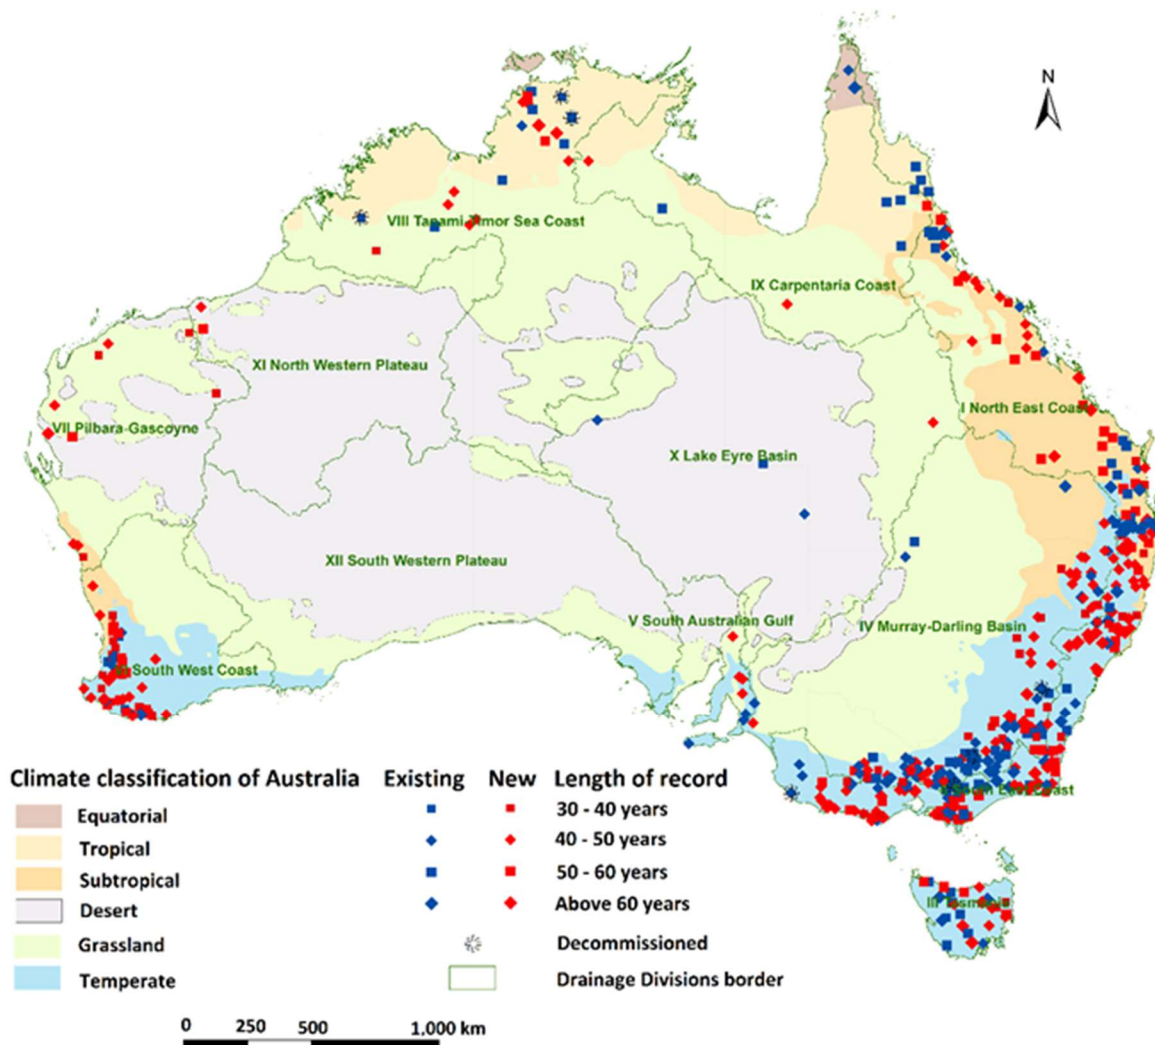 N
VIII Tanami-Timor Sea Coast
IX Carpentaria Coast
XI North Western Plateau
I North East Coast
VII Pilbara-Gascoyne
X Lake Eyre Basin
XII South Western Plateau
V South Australian Gulf
IV Murray-Darling Basin
South West Coast
South East Coast
III Tasmania
Climate classification of Australia
Equatorial
Tropical
Subtropical
Desert
Grassland
Temperate
Existing New Length of record
30 - 40 years
40 - 50 years
50 - 60 years
Above 60 years
Decommissioned
Drainage Divisions border
0 250 500 1,000 km